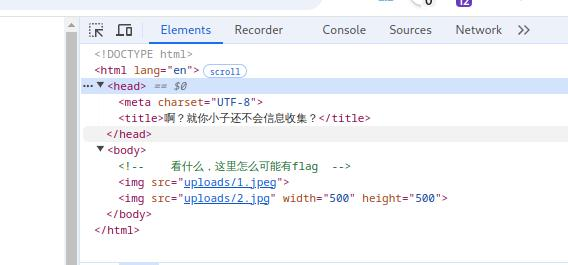 Elements Recorder Console Sources Network
<!DOCTYPE html>
<html lang="en"> scroll
<head> == $0
<meta charset="UTF-8">
<title>啊？就你小子还不会信息收集？</title>
</head>
<body>
<!-- 看什么，这里怎么可能有flag -->
<img src="uploads/1.jpeg">
<img src="uploads/2.jpg" width="500" height="500">
</body>
</html>